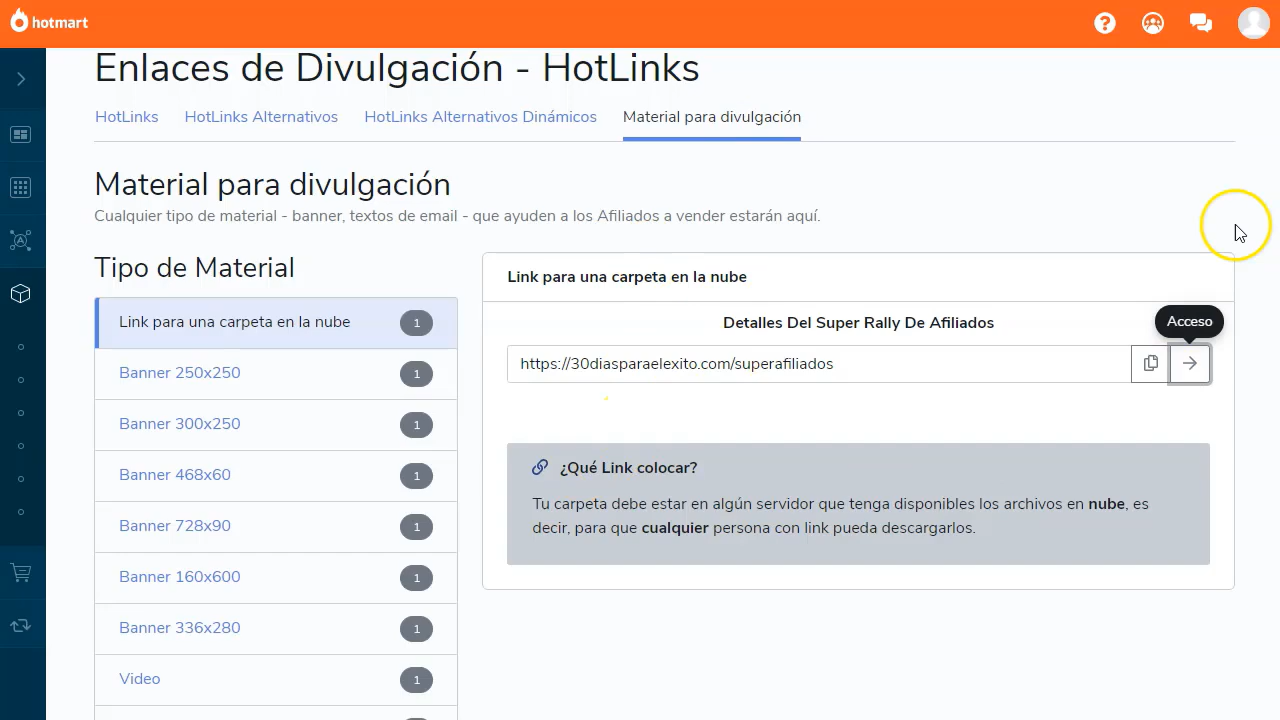 hotmart
Enlaces de Divulgación - HotLinks
HotLinks
HotLinks Alternativos
HotLinks Alternativos Dinámicos
Material para divulgación
Material para divulgación
Cualquier tipo de material - banner, textos de email - que ayuden a los Afiliados a vender estarán aquí.
Tipo de Material
Link para una carpeta en la nube 1
Banner 250x250 1
Banner 300x250 1
Banner 468x60 1
Banner 728x90 1
Banner 160x600 1
Banner 336x280 1
Video 1
Link para una carpeta en la nube
Detalles Del Super Rally De Afiliados
Acceso
https://30diasparaelexito.com/superafiliados
¿Qué Link colocar?
Tu carpeta debe estar en algún servidor que tenga disponibles los archivos en nube, es
decir, para que cualquier persona con link pueda descargarlos.